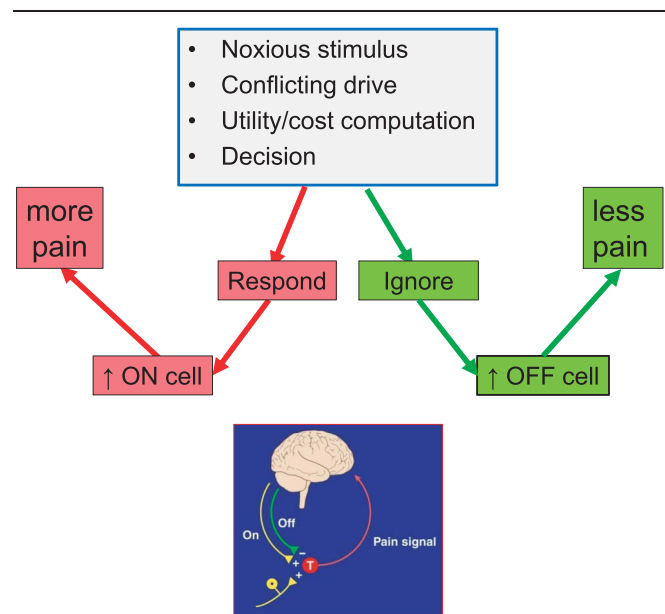 • Noxious stimulus
• Conflicting drive
• Utility/cost computation
• Decision
more
pain
less
pain
Respond
Ignore
↑ ON cell
↑ OFF cell
On
Off
Pain signal
−
+
T
+